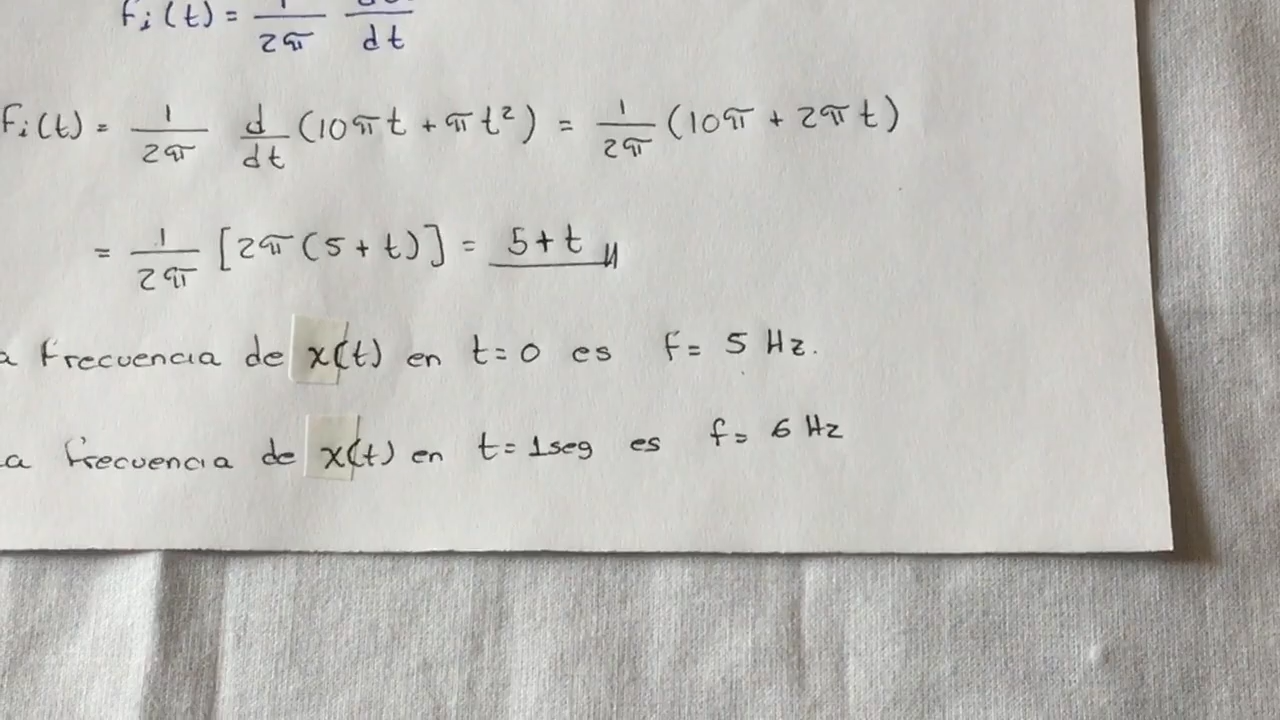 fi(t) = 1/2π d/dt
fi(t) = 1/2π d/dt (10πt + πt²) = 1/2π (10π + 2πt)
= 1/2π [2π(5 + t)] = 5+t
a frecuencia de x(t) en t=0 es f= 5 Hz.
a frecuencia de x(t) en t= 1seg es f= 6 Hz